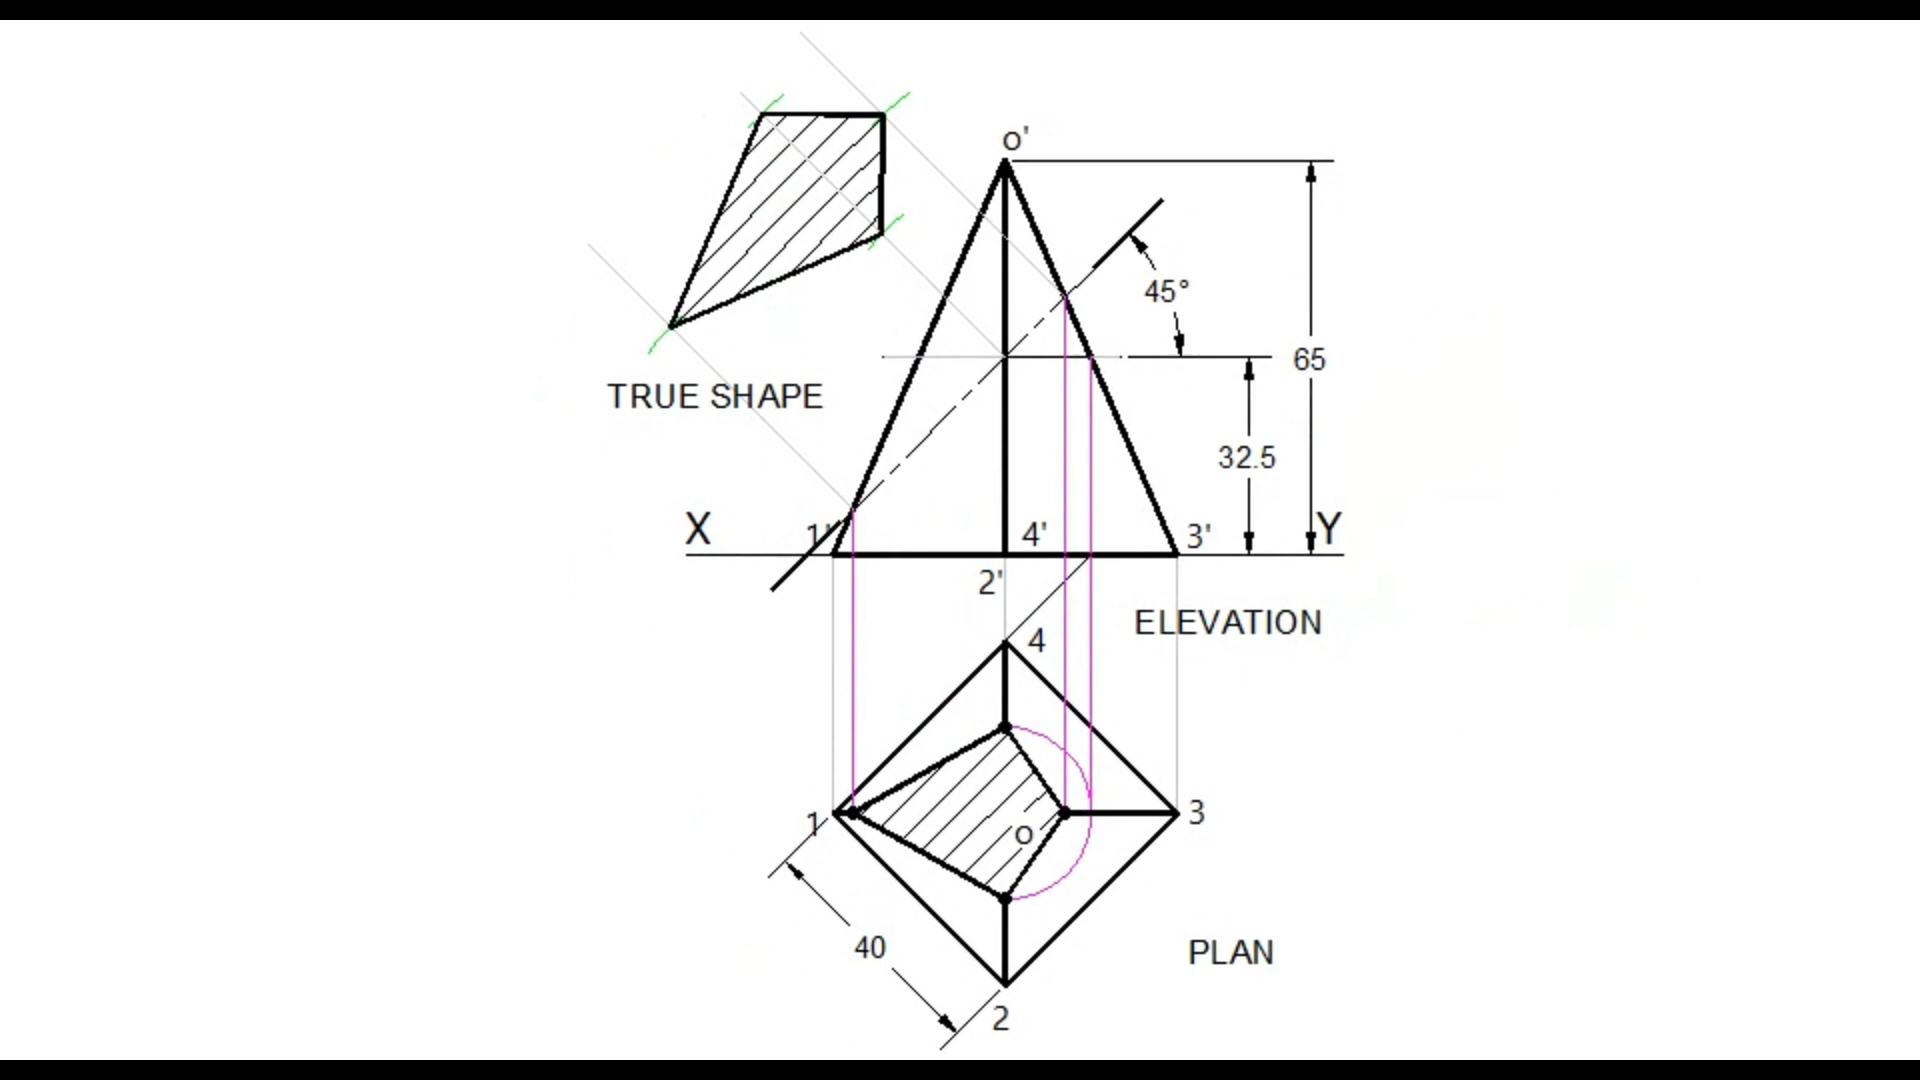 o'
45°
65
TRUE SHAPE
32.5
X
1'
4'
3'
Y
2'
ELEVATION
4
1
o
3
40
PLAN
2